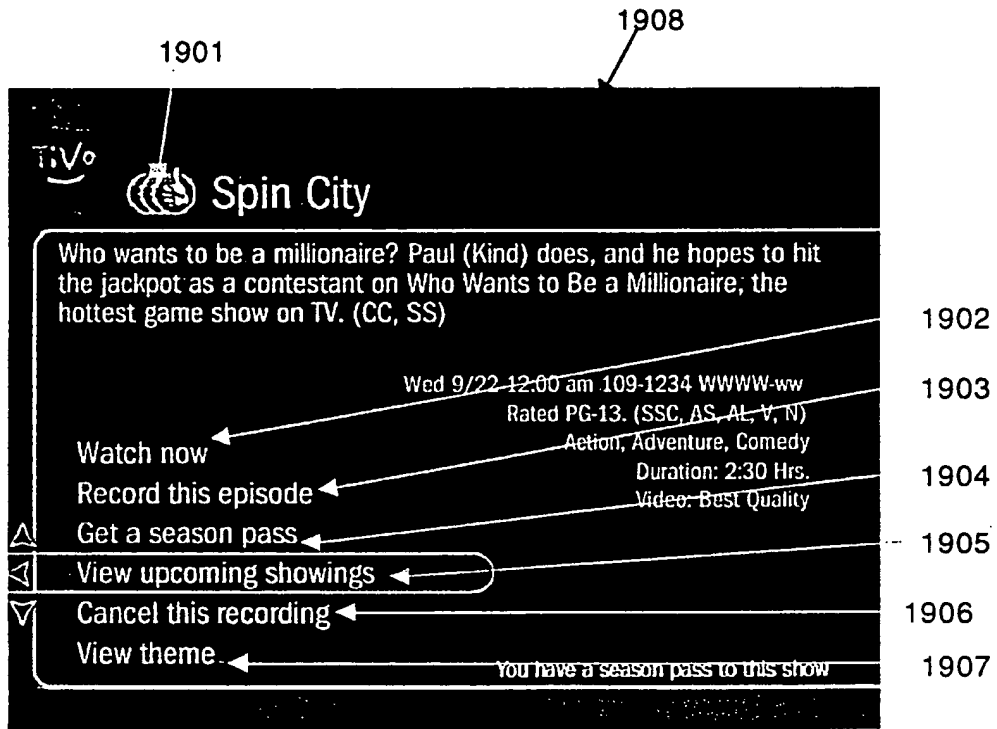 1908
1901
TiVo
Spin City
Who wants to be a millionaire? Paul (Kind) does, and he hopes to hit
the jackpot as a contestant on Who Wants to Be a Millionaire, the
hottest game show on TV. (CC, SS)
1902
Wed 9/22 12:00 am 109-1234 WWWW-ww
1903
Rated PG-13. (SSC, AS, AL, V, N)
Action, Adventure, Comedy
Watch now
Duration: 2:30 Hrs.
1904
Record this episode
Video: Best Quality
Get a season pass
1905
View upcoming showings
Cancel this recording
1906
View theme
You have a season pass to this show
1907